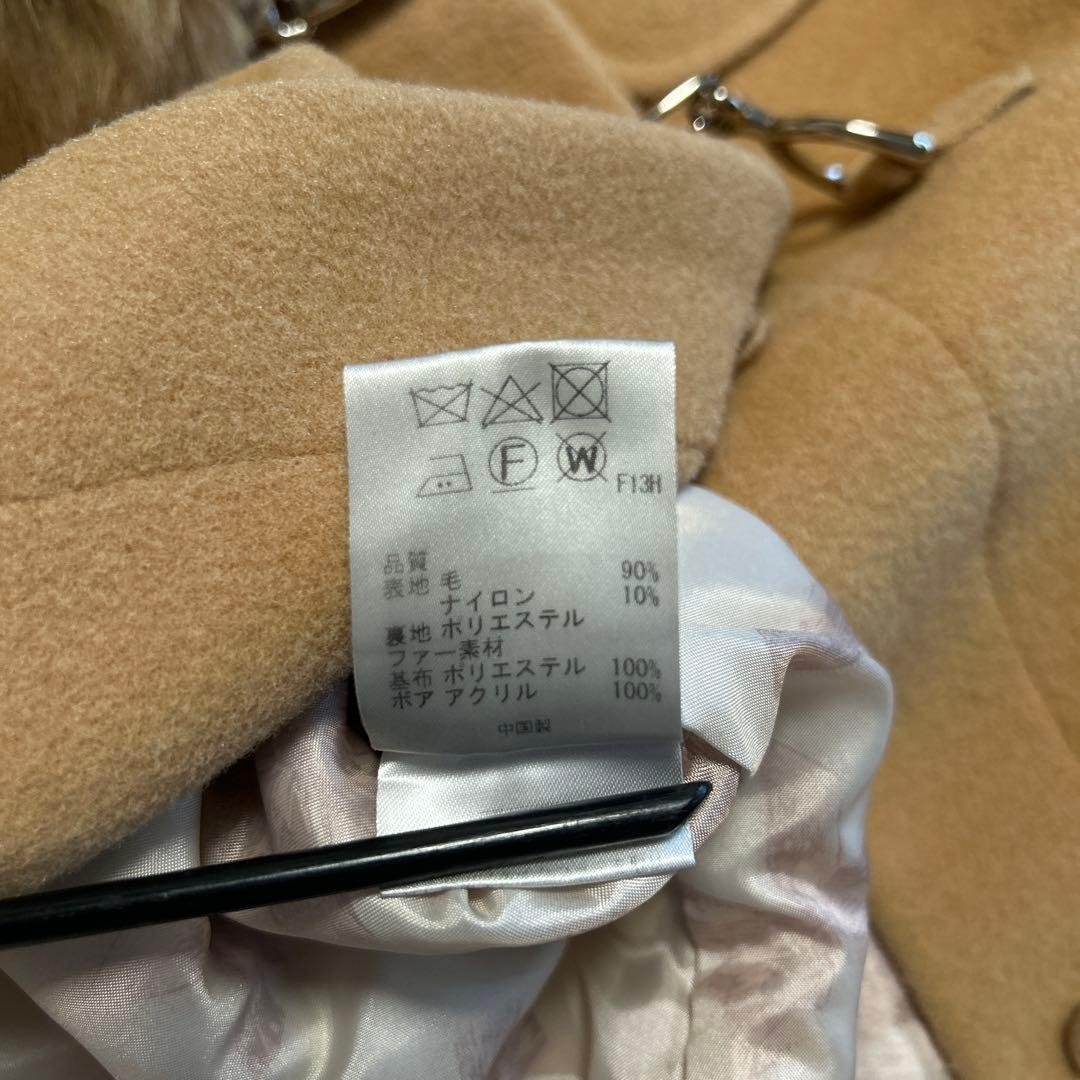 F
W
F13H
品質
表地 毛 90%
ナイロン 10%
裏地 ポリエステル
ファー素材
基布 ポリエステル 100%
ボア アクリル 100%
中国製